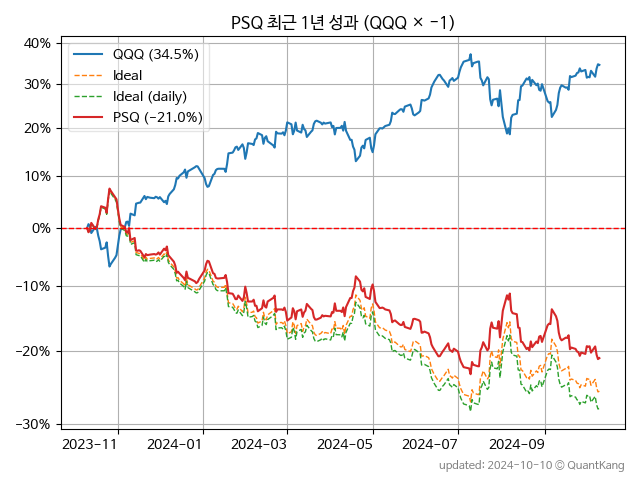 PSQ 최근 1년 성과 (QQQ × −1)
40%
30%
20%
10%
0%
−10%
−20%
−30%
QQQ (34.5%)
Ideal
Ideal (daily)
PSQ (−21.0%)
2023−11
2024−01
2024−03
2024−05
2024−07
2024−09
updated: 2024-10-10 ⓒ QuantKang